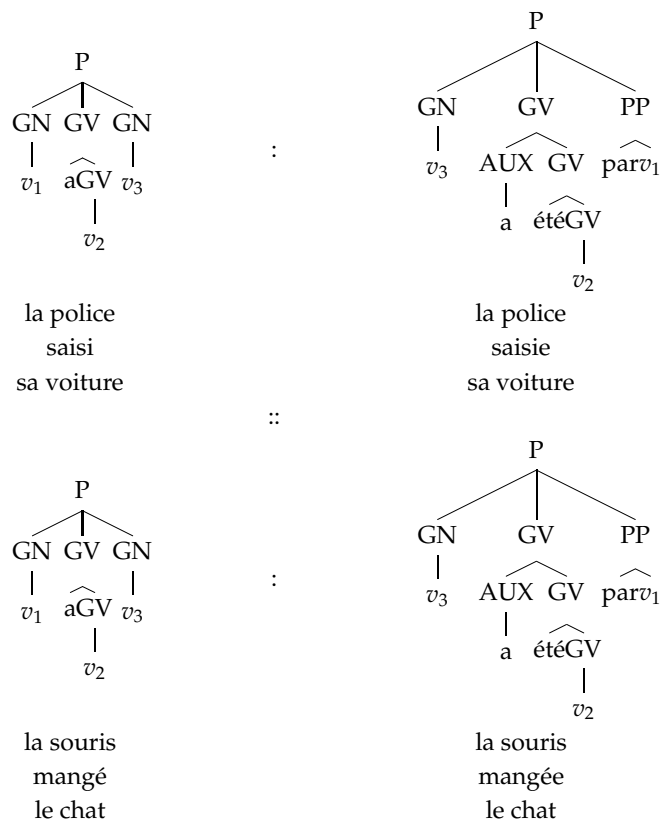 P P
GN GV GN GN GV PP
v1 aGV v3 : v3 AUX GV parv1
v2 a étéGV
v2
la police la police
saisi saisie
sa voiture sa voiture
::
P P
GN GV GN GN GV PP
v1 aGV v3 : v3 AUX GV parv1
v2 a étéGV
v2
la souris la souris
mangé mangée
le chat le chat